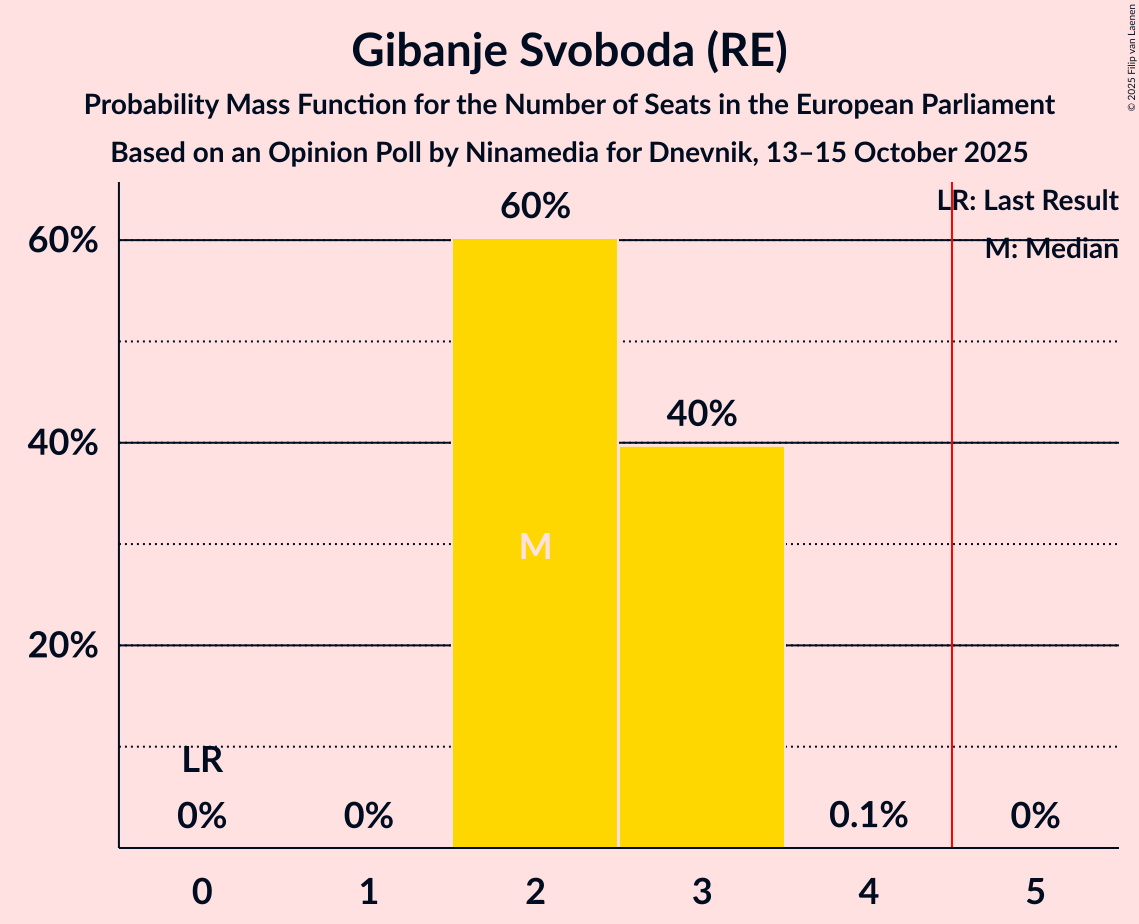 Gibanje Svoboda (RE)
Probability Mass Function for the Number of Seats in the European Parliament
Based on an Opinion Poll by Ninamedia for Dnevnik, 13–15 October 2025
© 2025 Filip van Laenen
LR: Last Result
M: Median
60%
40%
20%
60%
40%
M
LR
0%
0%
0.1%
0%
0
1
2
3
4
5